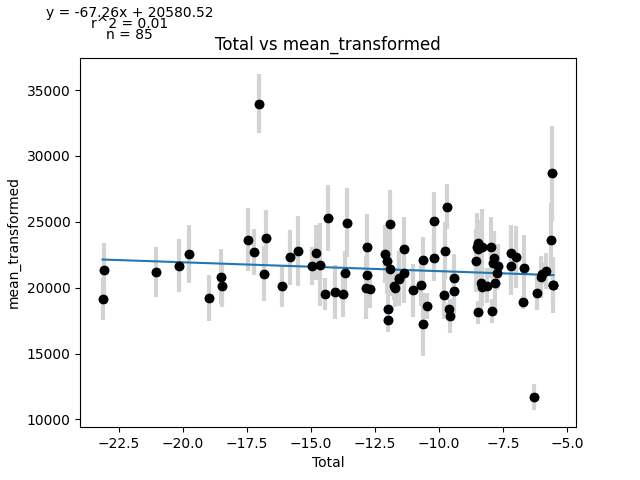 y = -67.26x + 20580.52
r^2 = 0.01
n = 85
Total vs mean_transformed
35000
30000
25000
20000
15000
10000
mean_transformed
−22.5 −20.0 −17.5 −15.0 −12.5 −10.0 −7.5 −5.0
Total